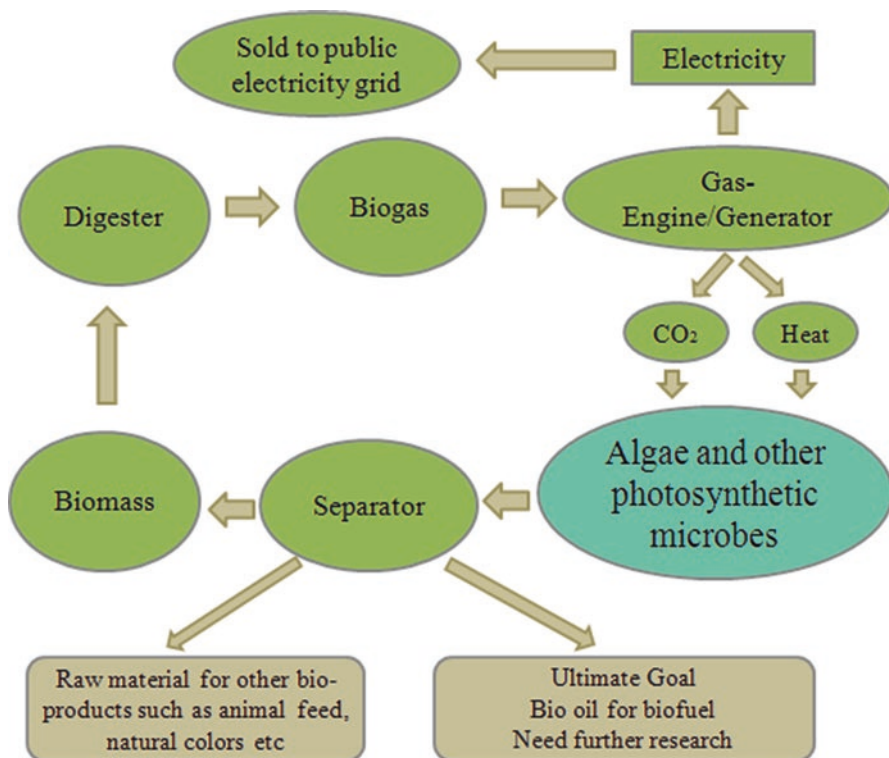 Sold to public
electricity grid
Electricity
Digester
Biogas
Gas-
Engine/Generator
CO₂
Heat
Algae and other
photosynthetic
microbes
Separator
Biomass
Raw material for other bio-
products such as animal feed,
natural colors etc
Ultimate Goal
Bio oil for biofuel
Need further research